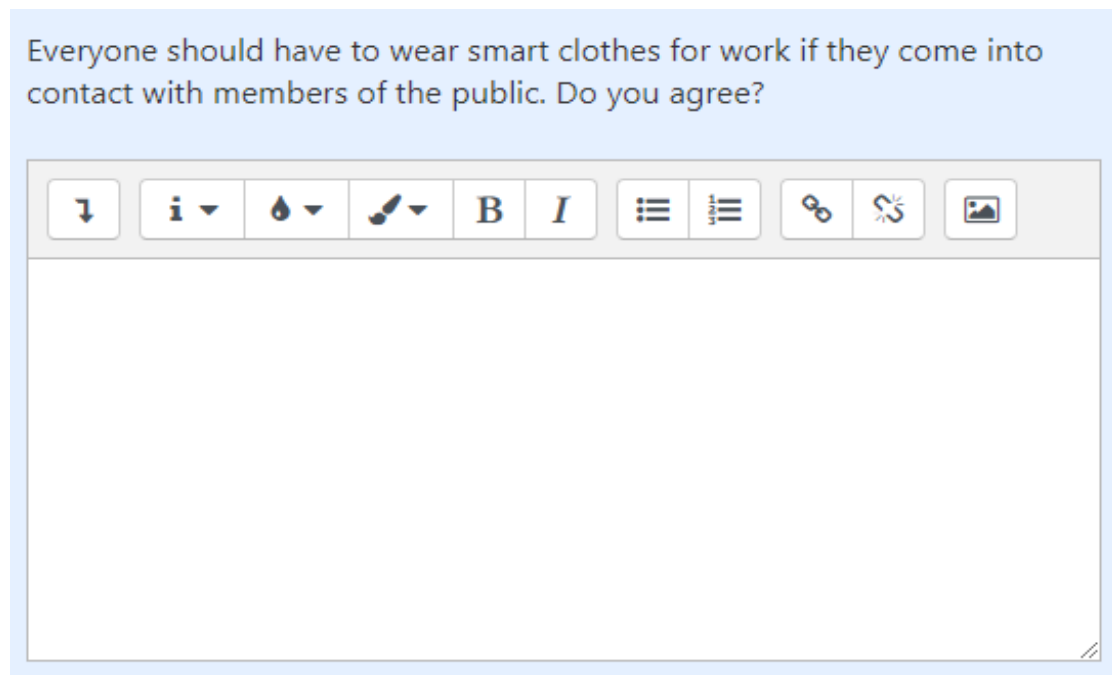 Everyone should have to wear smart clothes for work if they come into
contact with members of the public. Do you agree?
B I